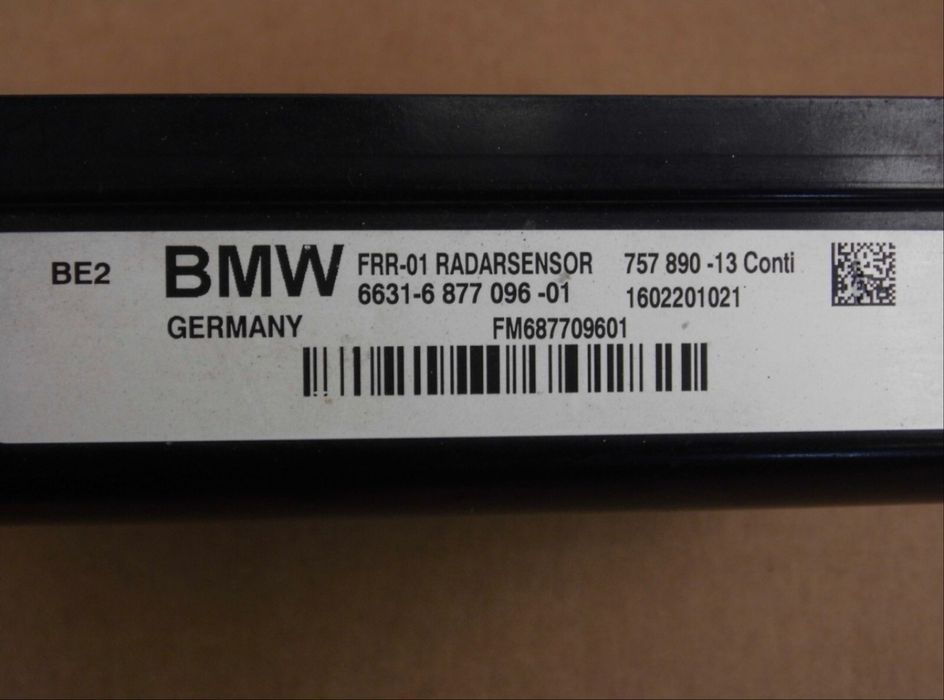 BE2 BMW FRR-01 RADARSENSOR 757 890 -13 Conti
6631-6 877 096 -01 1602201021
GERMANY FM687709601